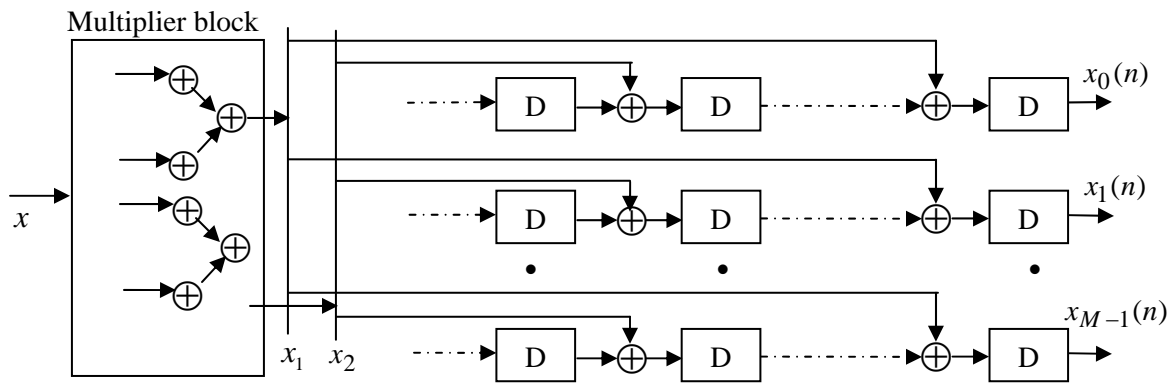 Multiplier block
x
x_1 x_2
D D D x_0(n)
D D D x_1(n)
D D D x_{M-1}(n)